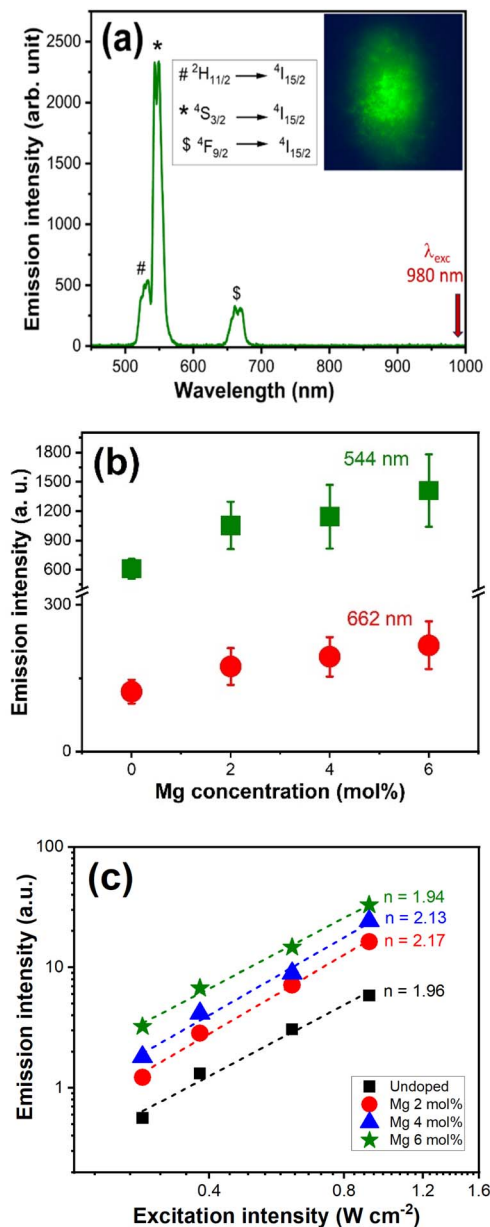 (a)
*
# ²H₁₁/₂ → ⁴I₁₅/₂
* ⁴S₃/₂ → ⁴I₁₅/₂
$ ⁴F₉/₂ → ⁴I₁₅/₂
#
$
λexc
980 nm
2500
2000
1500
1000
500
0
Emission intensity (arb. unit)
500 600 700 800 900 1000
Wavelength (nm)
(b)
544 nm
662 nm
1800
1500
1200
900
600
300
0
Emission intensity (a. u.)
0 2 4 6
Mg concentration (mol%)
(c)
n = 1.94
n = 2.13
n = 2.17
n = 1.96
100
10
1
Emission intensity (a.u.)
Undoped
Mg 2 mol%
Mg 4 mol%
Mg 6 mol%
0.4 0.8 1.2 1.6
Excitation intensity (W cm⁻²)